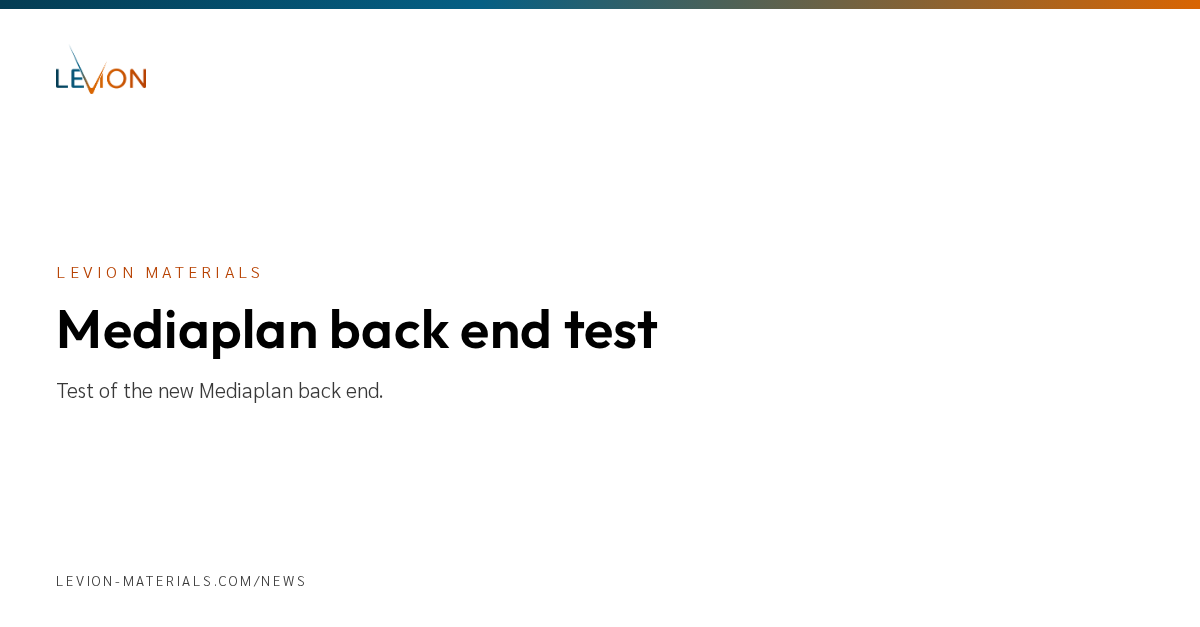 LEVION
LEVION MATERIALS
Mediaplan back end test
Test of the new Mediaplan back end.
LEVION-MATERIALS.COM/NEWS